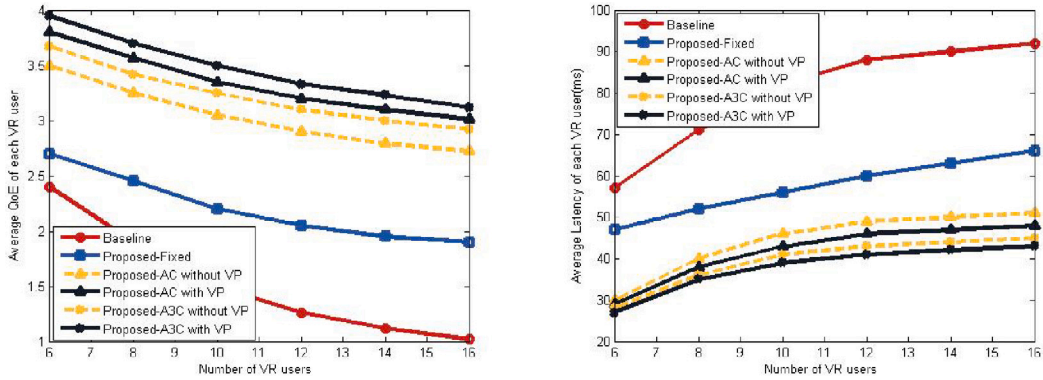 4
3.5
3
2.5
2
1.5
1
6
7
8
9
10
11
12
13
14
15
16
Average QoE of each VR user
Number of VR users
Baseline
Proposed-Fixed
Proposed-AC without VP
Proposed-AC with VP
Proposed-A3C without VP
Proposed-A3C with VP
100
90
80
70
60
50
40
30
20
6
7
8
9
10
11
12
13
14
15
16
Average Latency of each VR user(ms)
Number of VR users
Baseline
Proposed-Fixed
Proposed-AC without VP
Proposed-AC with VP
Proposed-A3C without VP
Proposed-A3C with VP